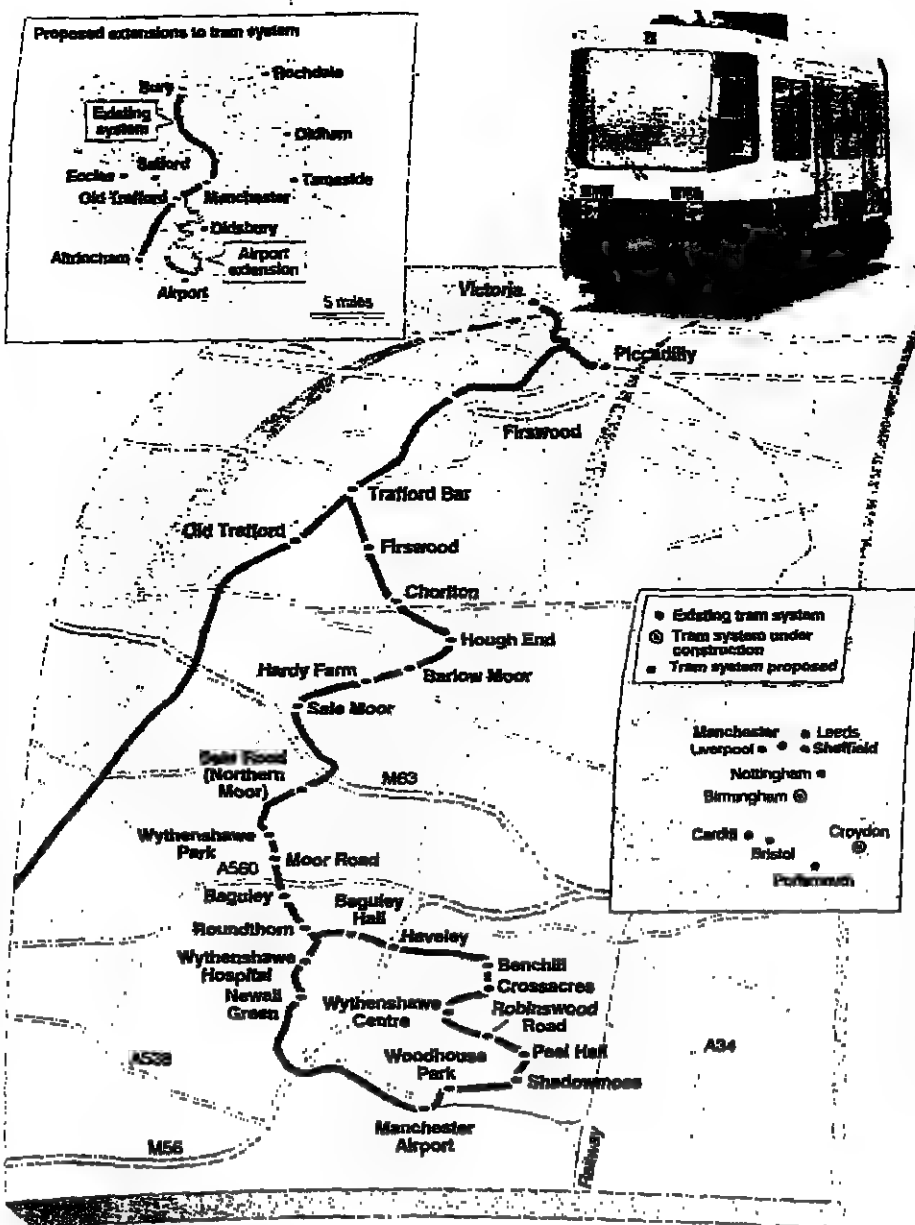 Proposed extensions to tram system
Rochdale
Bury
Existing
system
Oldham
Salford
Eccles
Tameside
Old Trafford
Manchester
Didsbury
Altrincham
Airport
extension
Airport
5 miles
Victoria
Piccadilly
Firswood
Trafford Bar
Old Trafford
Firswood
Chorlton
Hough End
Hardy Farm
Barlow Moor
Sale Moor
Sale Road
(Northern
Moor)
M63
Wythenshawe
Park
Moor Road
A560
Baguley
Baguley
Hall
Roundthorn
Haveley
Wythenshawe
Hospital
Benchill
Newall
Green
Crossacres
Wythenshawe
Centre
Robinswood
Road
Woodhouse
Park
Peel Hall
A34
A538
Shadowmoss
Manchester
Airport
M56
Railway
Existing tram system
Tram system under
construction
Tram system proposed
Manchester
Leeds
Liverpool
Sheffield
Nottingham
Birmingham
Cardiff
Croydon
Bristol
Portsmouth